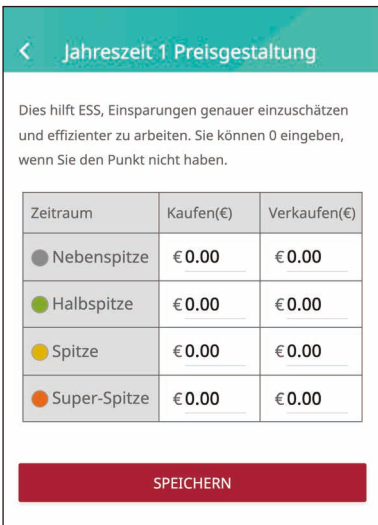 Jahreszeit 1 Preisgestaltung
Dies hilft ESS, Einsparungen genauer einzuschätzen
und effizienter zu arbeiten. Sie können 0 eingeben,
wenn Sie den Punkt nicht haben.
Zeitraum Kaufen(€) Verkaufen(€)
Nebenspitze €0.00 €0.00
Halbspitze €0.00 €0.00
Spitze €0.00 €0.00
Super-Spitze €0.00 €0.00
SPEICHERN